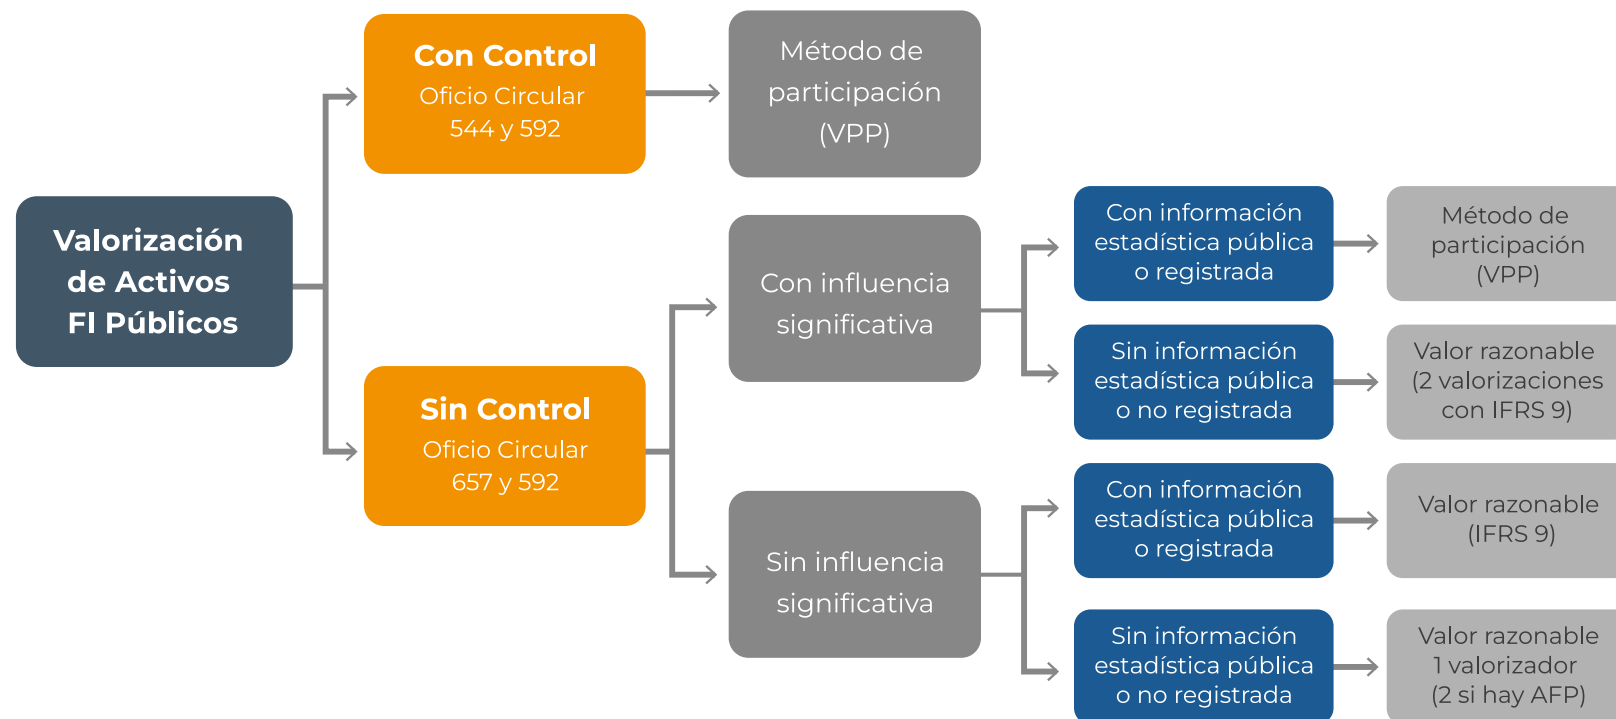 Valorización
de Activos
FI Públicos
Con Control
Oficio Circular
544 y 592
Método de
participación
(VPP)
Sin Control
Oficio Circular
657 y 592
Con influencia
significativa
Con información
estadística pública
o registrada
Método de
participación
(VPP)
Sin información
estadística pública
o no registrada
Valor razonable
(2 valorizaciones
con IFRS 9)
Sin influencia
significativa
Con información
estadística pública
o registrada
Valor razonable
(IFRS 9)
Sin información
estadística pública
o no registrada
Valor razonable
1 valorizador
(2 si hay AFP)